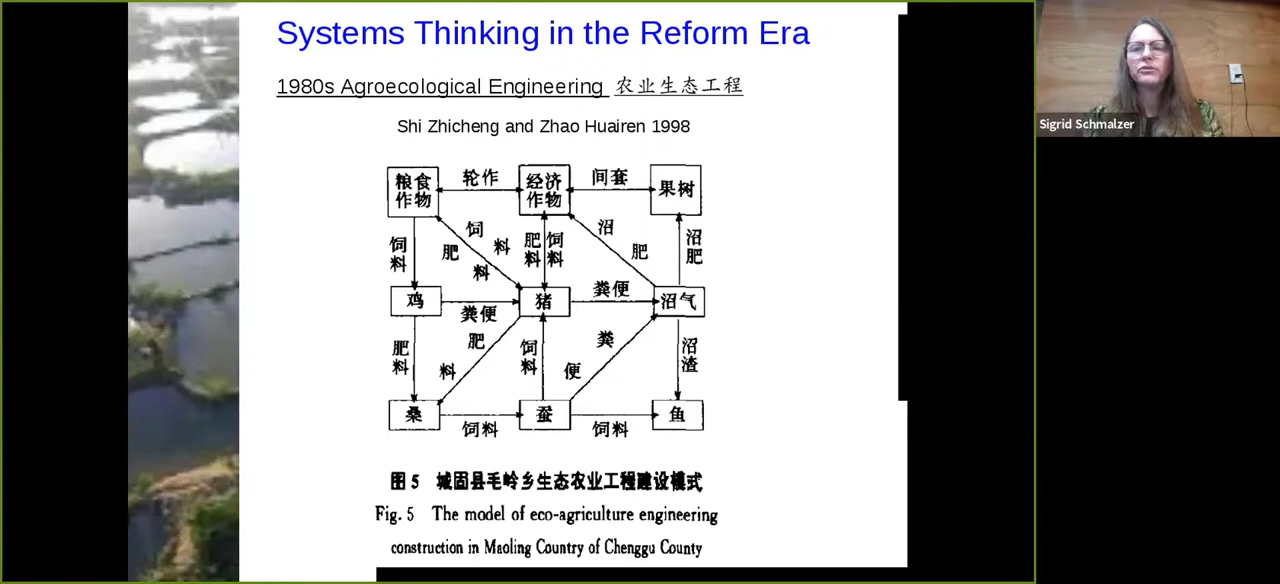 Systems Thinking in the Reform Era
1980s Agroecological Engineering 农业生态工程
Shi Zhicheng and Zhao Huairen 1998
Sigrid Schmalzer
粮食
作物
轮作
经济
作物
间套
果树
饲
料
饲
料
肥
料
肥
料
饲
料
沼
肥
沼
肥
鸡
粪便
猪
粪便
沼气
肥
料
肥
料
饲
料
粪
便
沼
渣
桑
饲料
蚕
饲料
鱼
图5 城固县毛岭乡生态农业工程建设模式
Fig. 5 The model of eco-agriculture engineering
construction in Maoling Country of Chenggu County